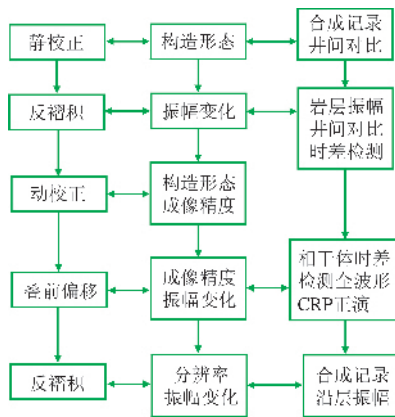 静校正
构造形态
合成记录
井间对比
反褶积
振幅变化
岩层振幅
井间对比
时差检测
动校正
构造形态
成像精度
叠前偏移
成像精度
振幅变化
相干体时差
检测全波形
CRP正演
反褶积
分辨率
振幅变化
合成记录
沿层振幅